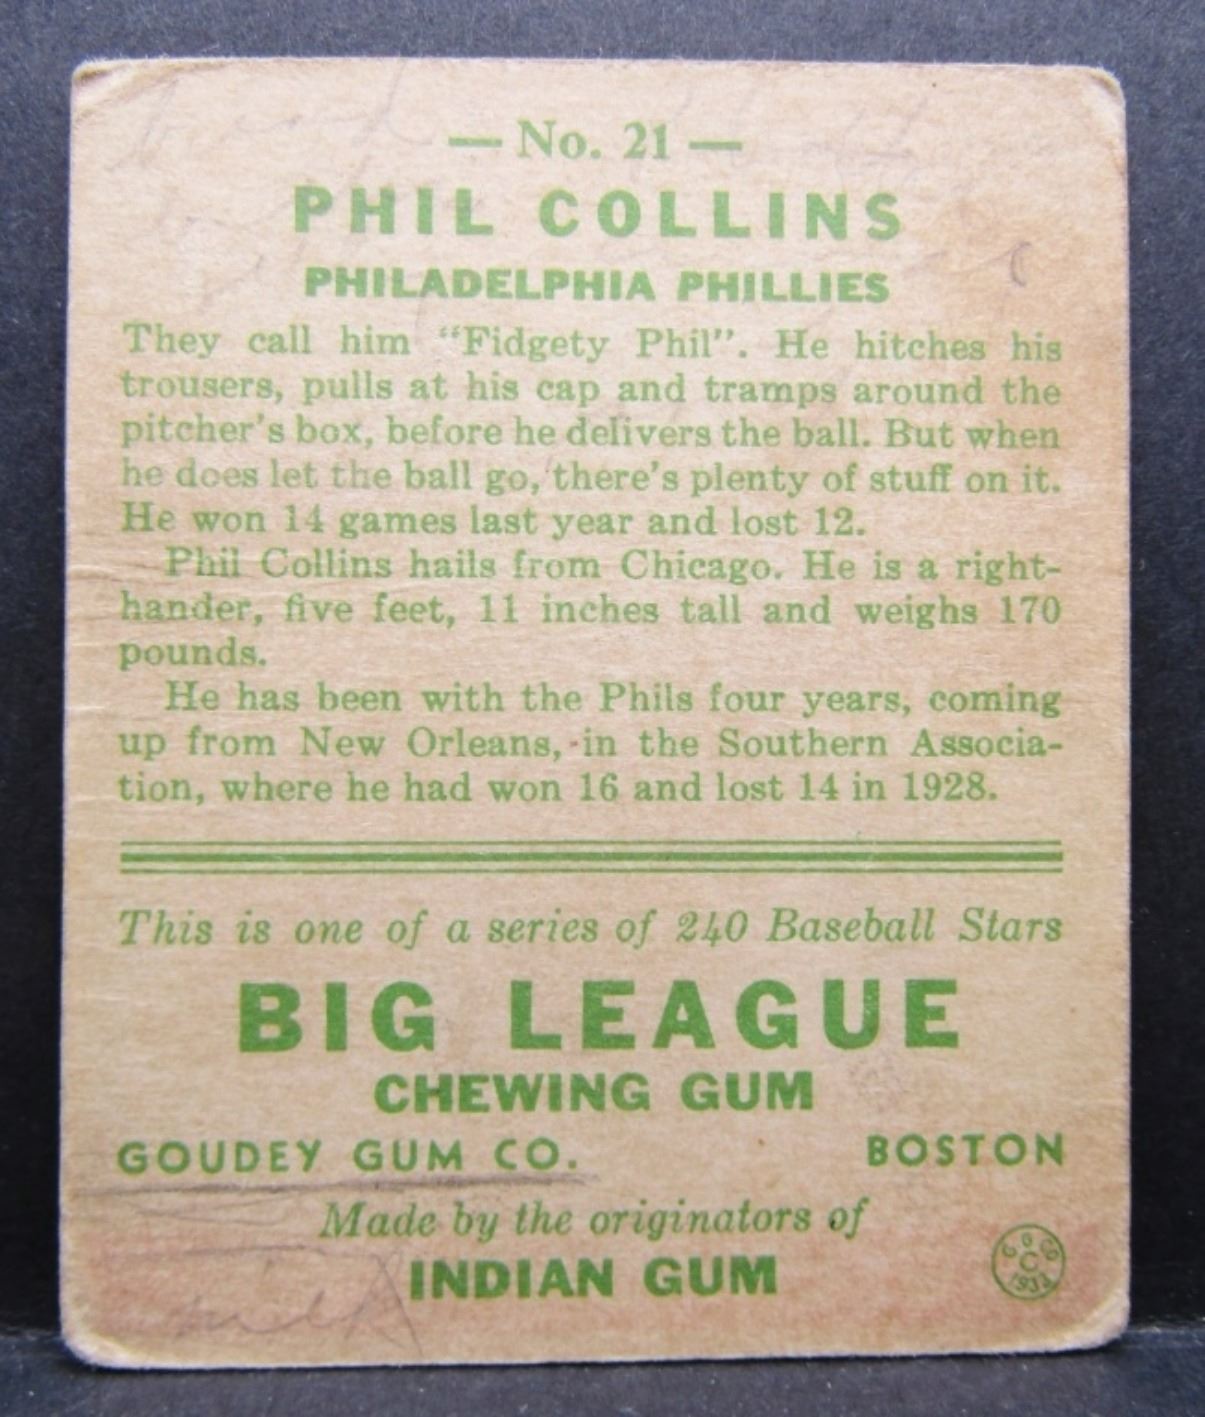 — No. 21 —
PHIL COLLINS
PHILADELPHIA PHILLIES
They call him "Fidgety Phil". He hitches his
trousers, pulls at his cap and tramps around the
pitcher's box, before he delivers the ball. But when
he does let the ball go, there's plenty of stuff on it.
He won 14 games last year and lost 12.
Phil Collins hails from Chicago. He is a right-
hander, five feet, 11 inches tall and weighs 170
pounds.
He has been with the Phils four years, coming
up from New Orleans, in the Southern Associa-
tion, where he had won 16 and lost 14 in 1928.
This is one of a series of 240 Baseball Stars
BIG LEAGUE
CHEWING GUM
GOUDEY GUM CO. BOSTON
Made by the originators of
INDIAN GUM
G G Co
C
1933
milk